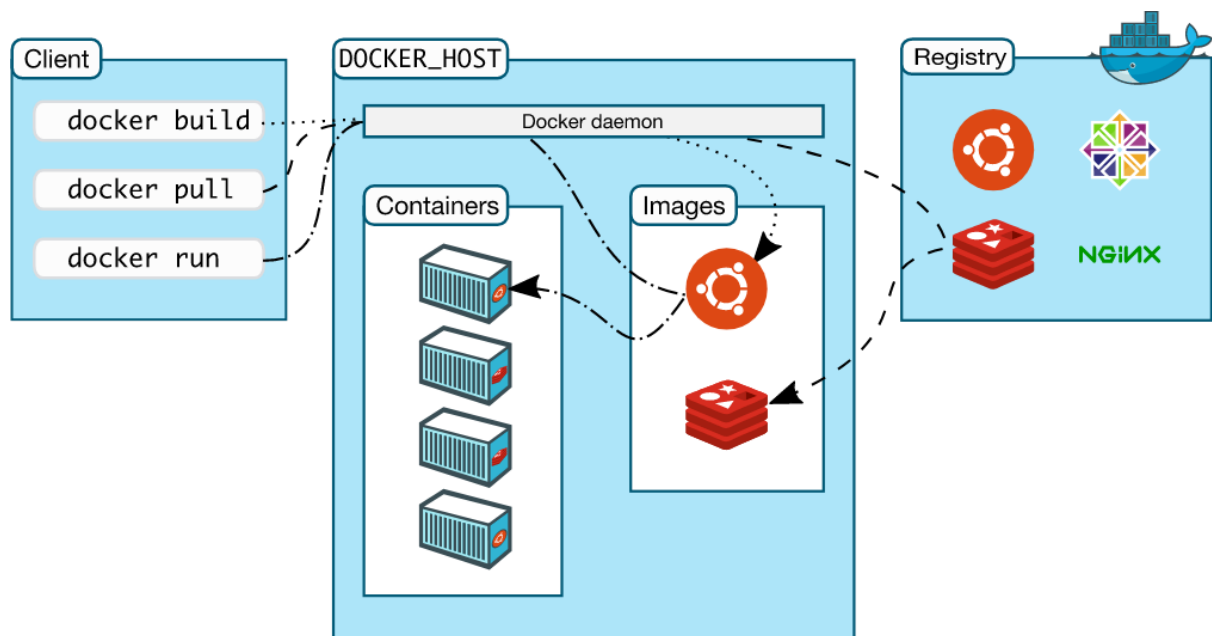 Client
docker build
docker pull
docker run
DOCKER_HOST
Docker daemon
Containers
Images
Registry
NGiNX